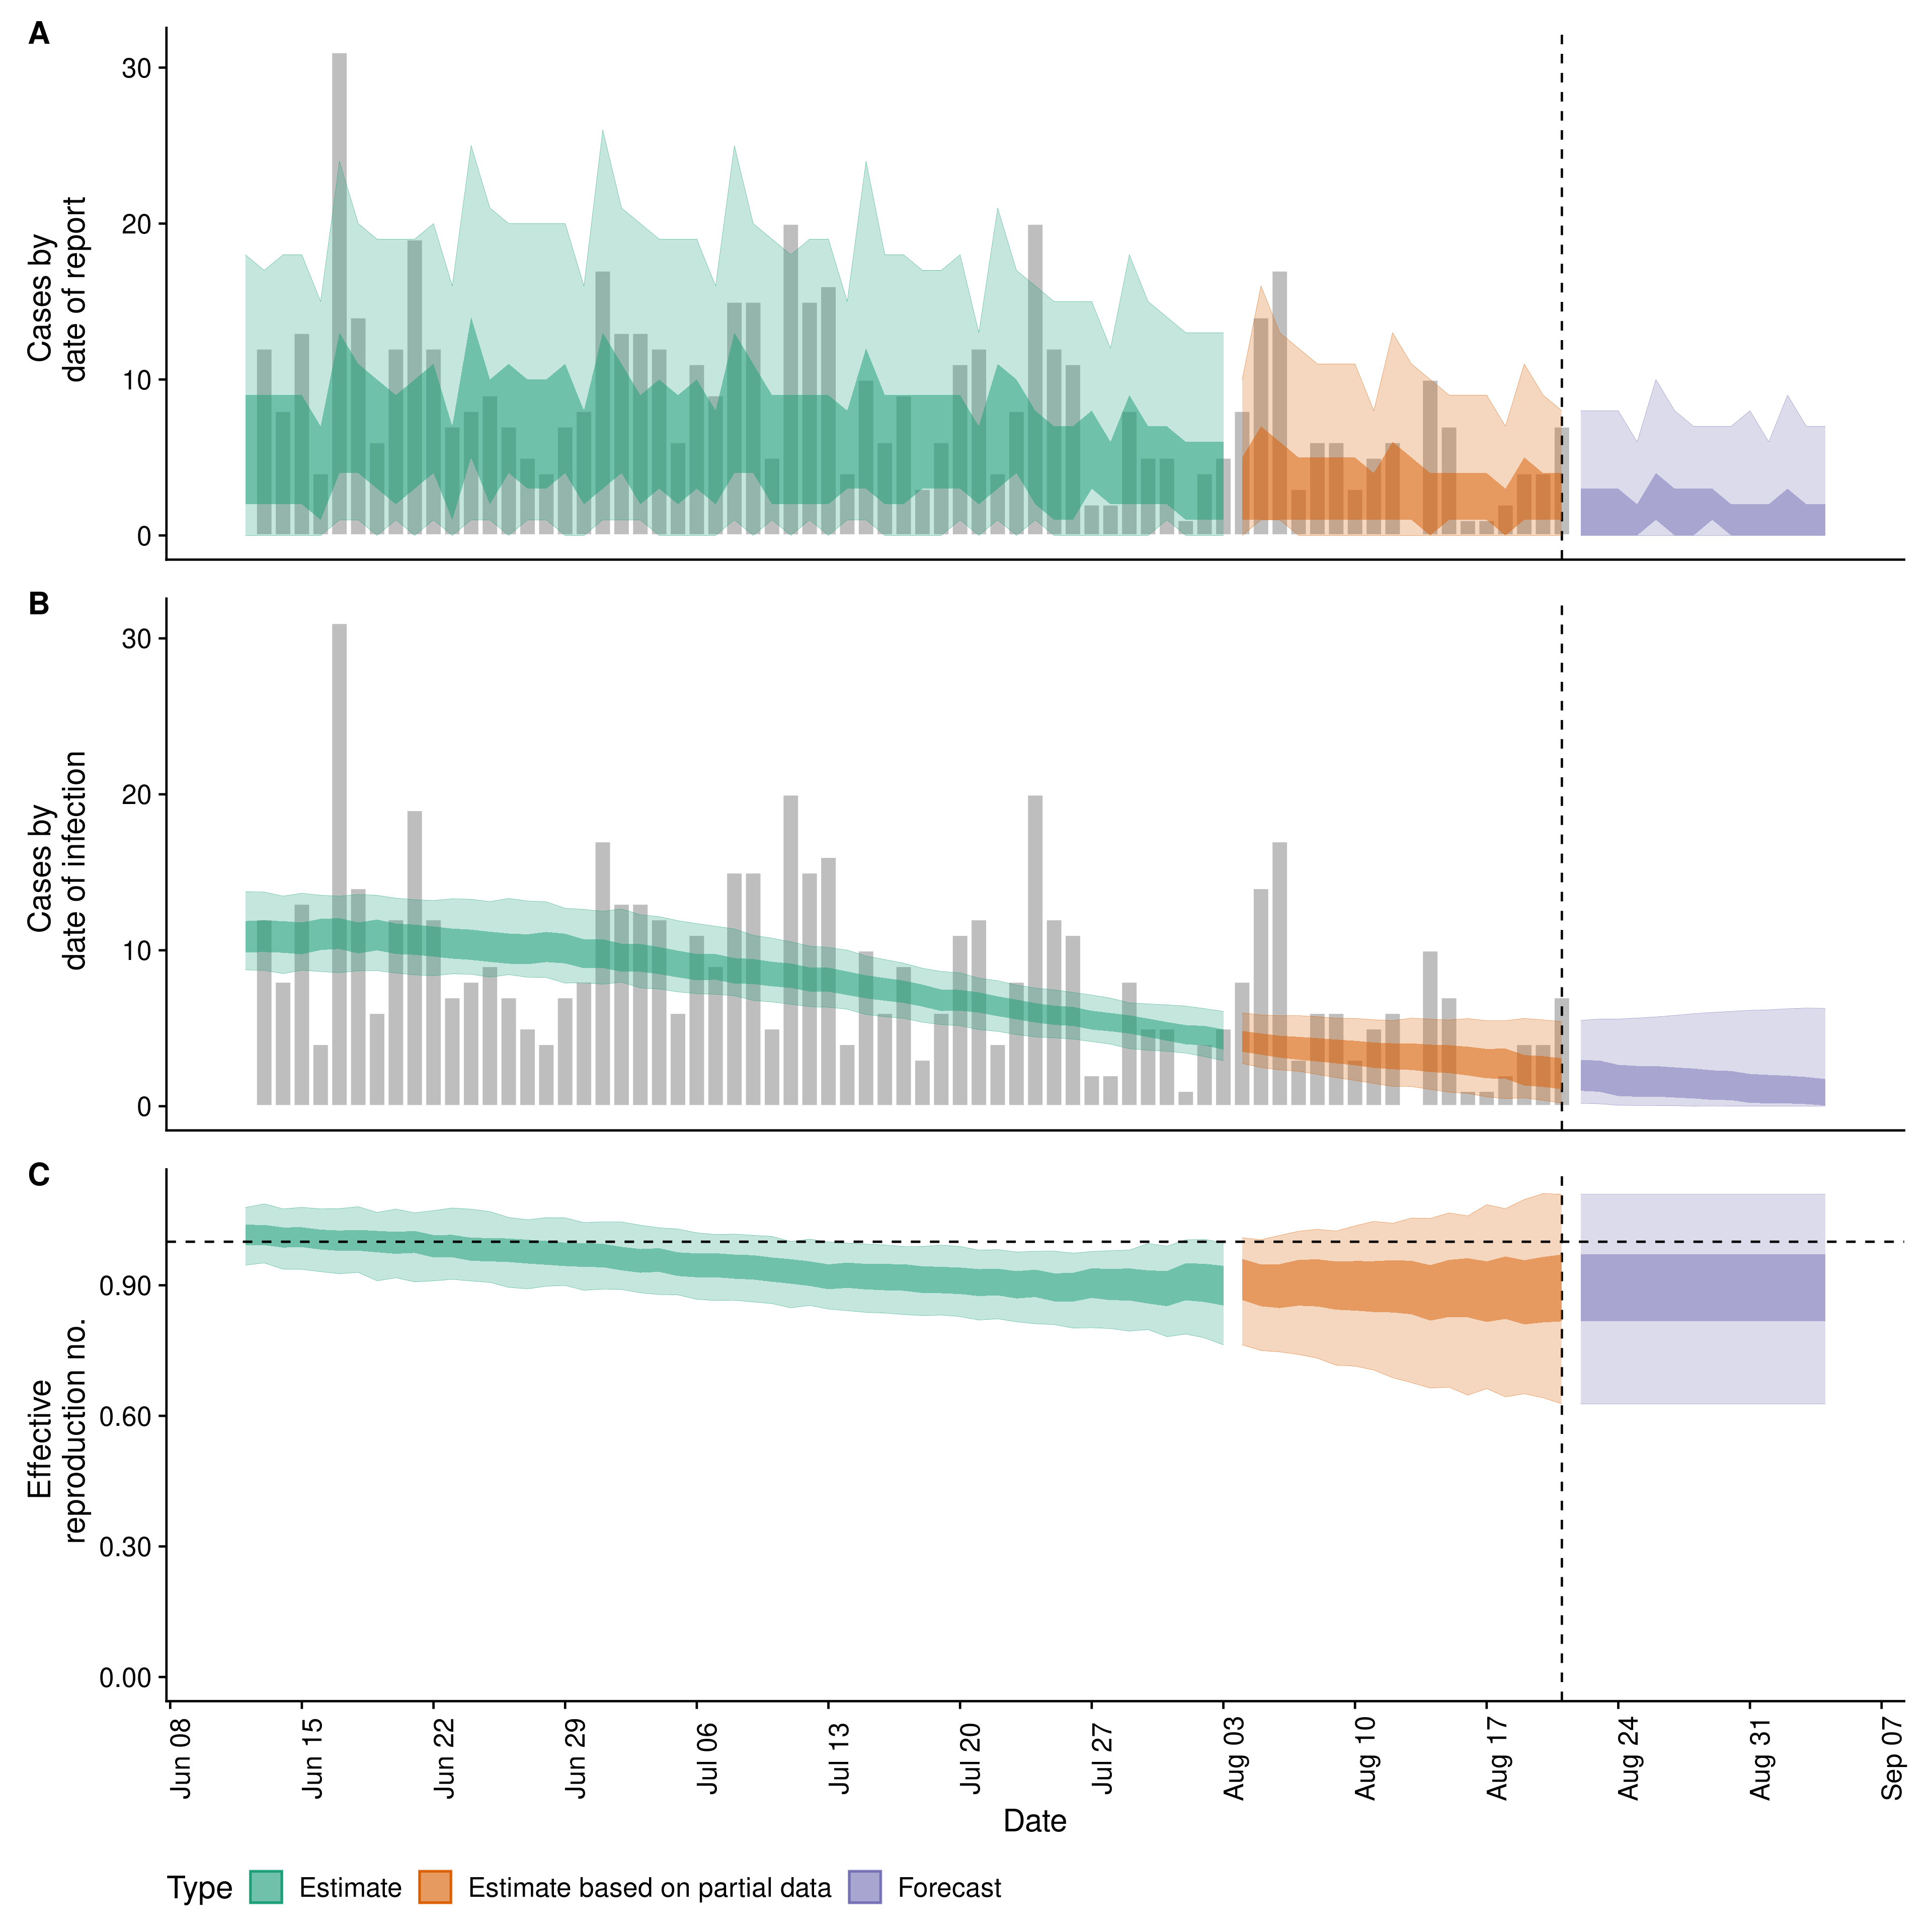 A
Cases by
date of report
30
20
10
0
B
Cases by
date of infection
30
20
10
0
C
Effective
reproduction no.
0.90
0.60
0.30
0.00
Jun 08
Jun 15
Jun 22
Jun 29
Jul 06
Jul 13
Jul 20
Jul 27
Aug 03
Aug 10
Aug 17
Aug 24
Aug 31
Sep 07
Date
Type Estimate Estimate based on partial data Forecast